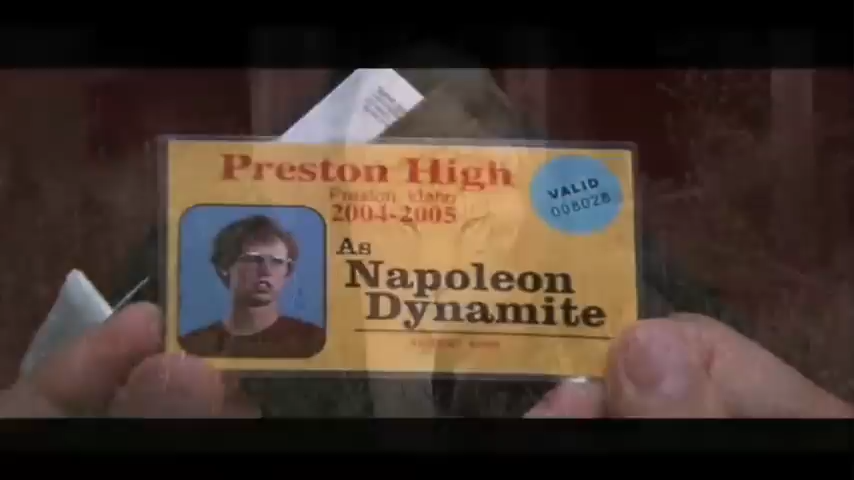 Preston High
Preston Idaho
2004-2005
VALID
008028
As
Napoleon
Dynamite